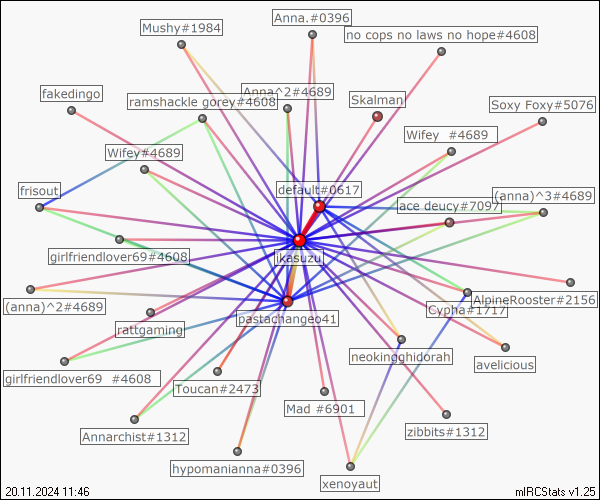 Anna.#0396
Mushy#1984
no cops no laws no hope#4608
fakedingo
Anna^2#4689
ramshackle gorey#4608
Skalman
Soxy Foxy#5076
Wifey #4689
Wifey#4689
frisout
default#0617
(anna)^3#4689
ace deucy#7097
girlfriendlover69#4608
ikasuzu
(anna)^2#4689
AlpineRooster#2156
Cypha#1717
pastachangeo41
rattgaming
neokingghidorah
avelicious
girlfriendlover69 #4608
Toucan#2473
Mad #6901
zibbits#1312
Annarchist#1312
hypomanianna#0396
xenoyaut
20.11.2024 11:46
mIRCStats v1.25